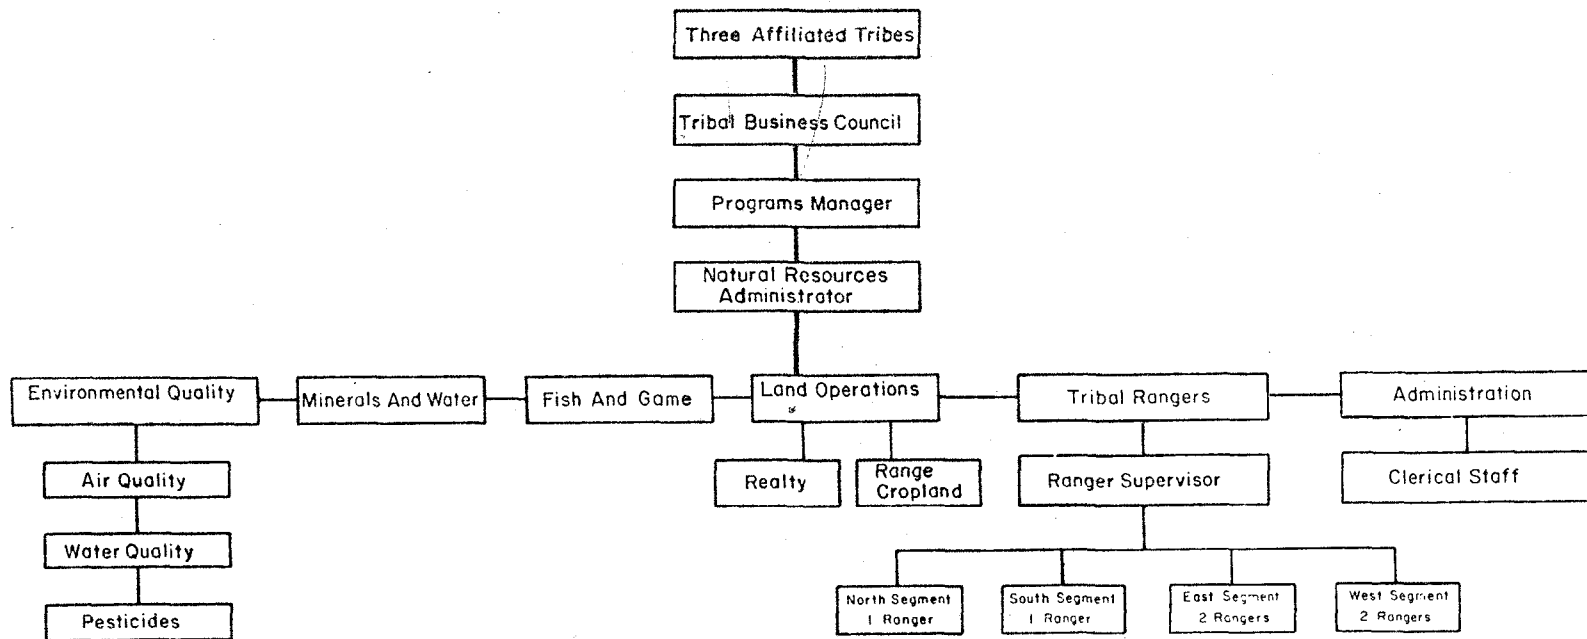 Three Affiliated Tribes
Tribal Business Council
Programs Manager
Natural Resources
Administrator
Environmental Quality
Minerals And Water
Fish And Game
Land Operations
Tribal Rangers
Administration
Air Quality
Realty
Range
Cropland
Ranger Supervisor
Clerical Staff
Water Quality
Pesticides
North Segment
1 Ranger
South Segment
1 Ranger
East Segment
2 Rangers
West Segment
2 Rangers